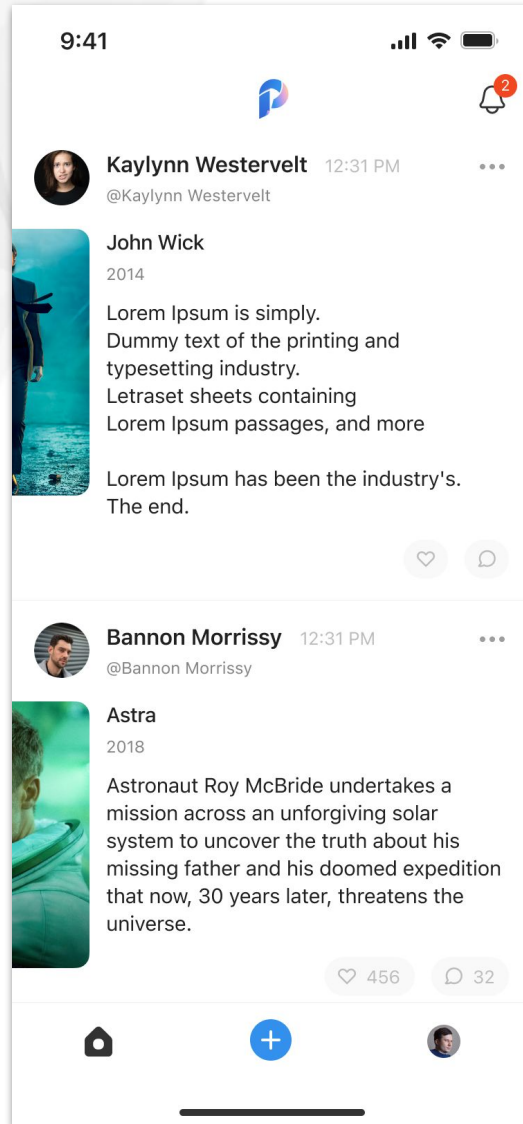 9:41
2
Kaylynn Westervelt 12:31 PM
@Kaylynn Westervelt
John Wick
2014
Lorem Ipsum is simply.
Dummy text of the printing and
typesetting industry.
Letraset sheets containing
Lorem Ipsum passages, and more
Lorem Ipsum has been the industry's.
The end.
Bannon Morrissy 12:31 PM
@Bannon Morrissy
Astra
2018
Astronaut Roy McBride undertakes a
mission across an unforgiving solar
system to uncover the truth about his
missing father and his doomed expedition
that now, 30 years later, threatens the
universe.
456 32